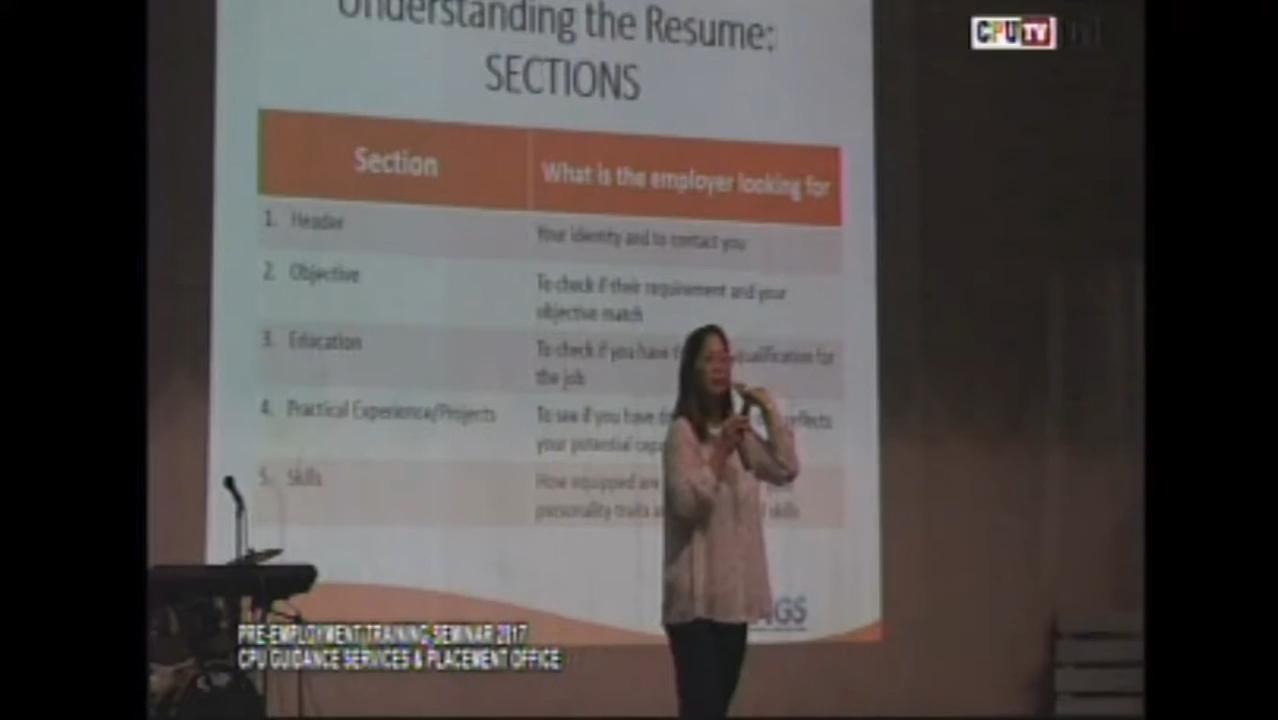 Understanding the Resume:
SECTIONS
CPU TV
Section
What is the employer looking for
1. Header
Your identity and to contact you
2. Objective
To check if their requirement and your
objective match
3. Education
To check if you have qualification for
the job
4. Practical Experience/Projects
To see if you have reflects
your potential
5. Skills
How equipped are
personality traits skills
PRE-EMPLOYMENT TRAINING SEMINAR 2017
CPU GUIDANCE SERVICES & PLACEMENT OFFICE